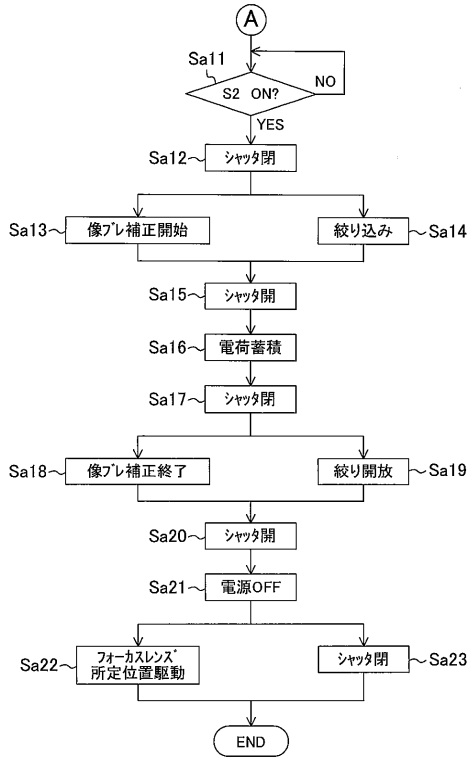 A
Sa11
S2 ON?
NO
YES
Sa12
シャッタ閉
Sa13
像ブレ補正開始
絞り込み
Sa14
Sa15
シャッタ開
Sa16
電荷蓄積
Sa17
シャッタ閉
Sa18
像ブレ補正終了
絞り開放
Sa19
Sa20
シャッタ開
Sa21
電源OFF
Sa22
フォーカスレンズ
所定位置駆動
シャッタ閉
Sa23
END